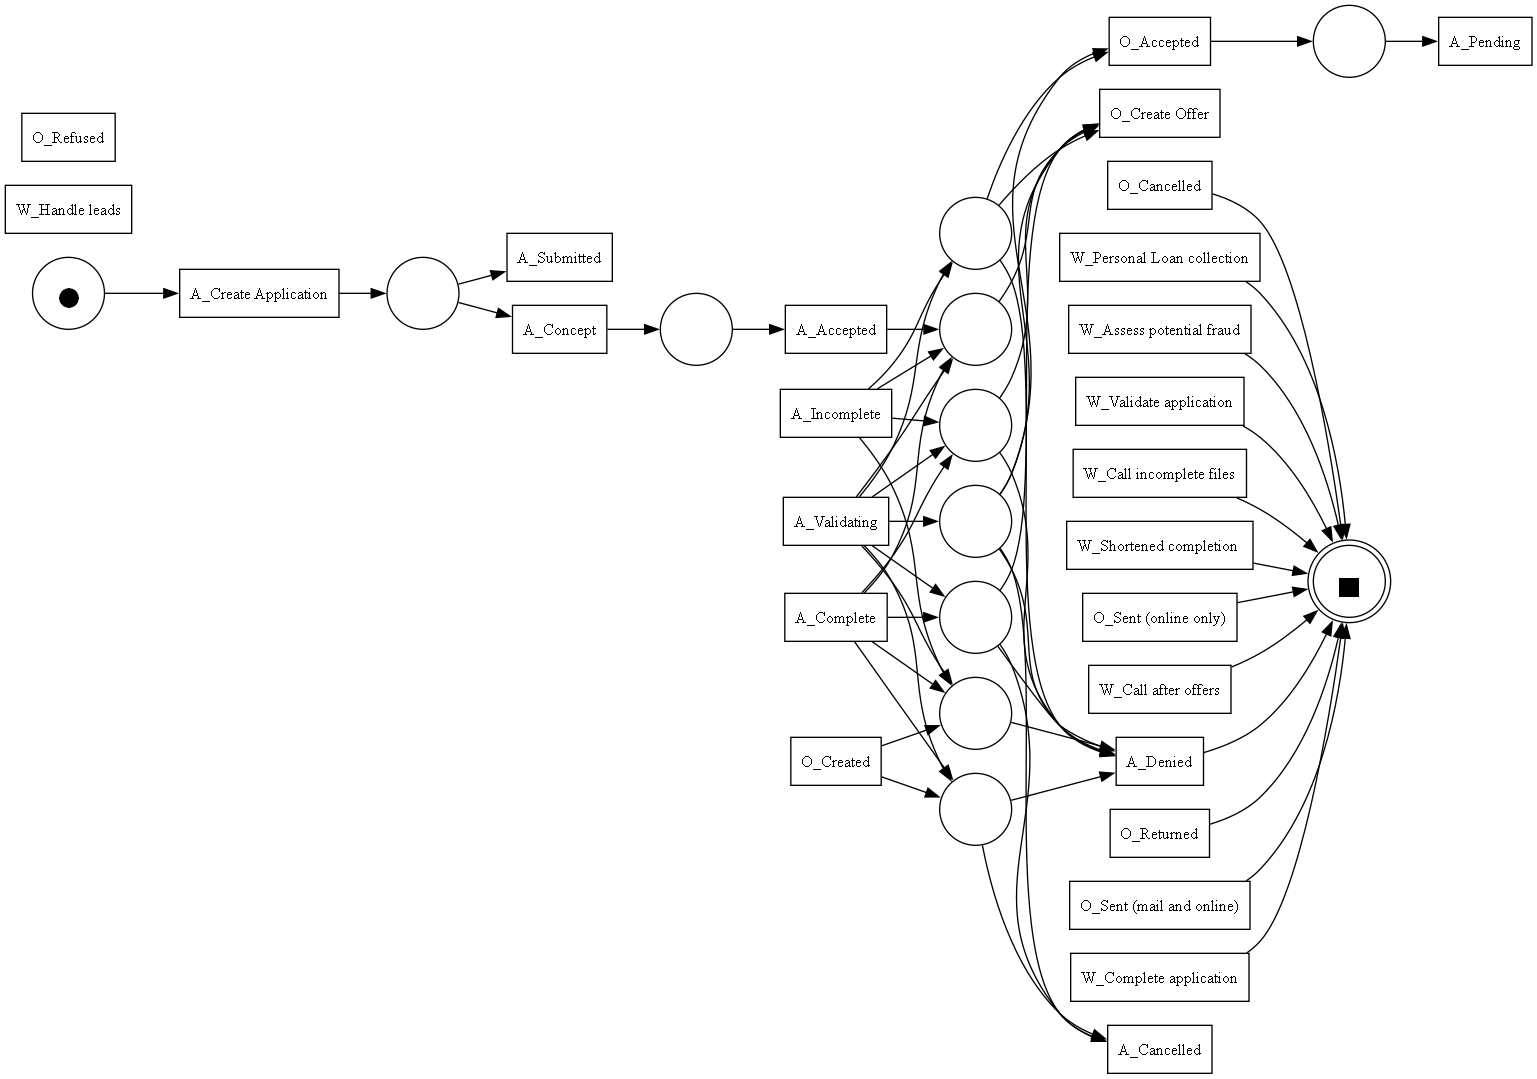 O_Accepted
A_Pending
O_Create Offer
O_Refused
O_Cancelled
W_Handle leads
A_Submitted
W_Personal Loan collection
A_Create Application
A_Concept
A_Accepted
W_Assess potential fraud
A_Incomplete
W_Validate application
W_Call incomplete files
A_Validating
W_Shortened completion
A_Complete
O_Sent (online only)
W_Call after offers
O_Created
A_Denied
O_Returned
O_Sent (mail and online)
W_Complete application
A_Cancelled